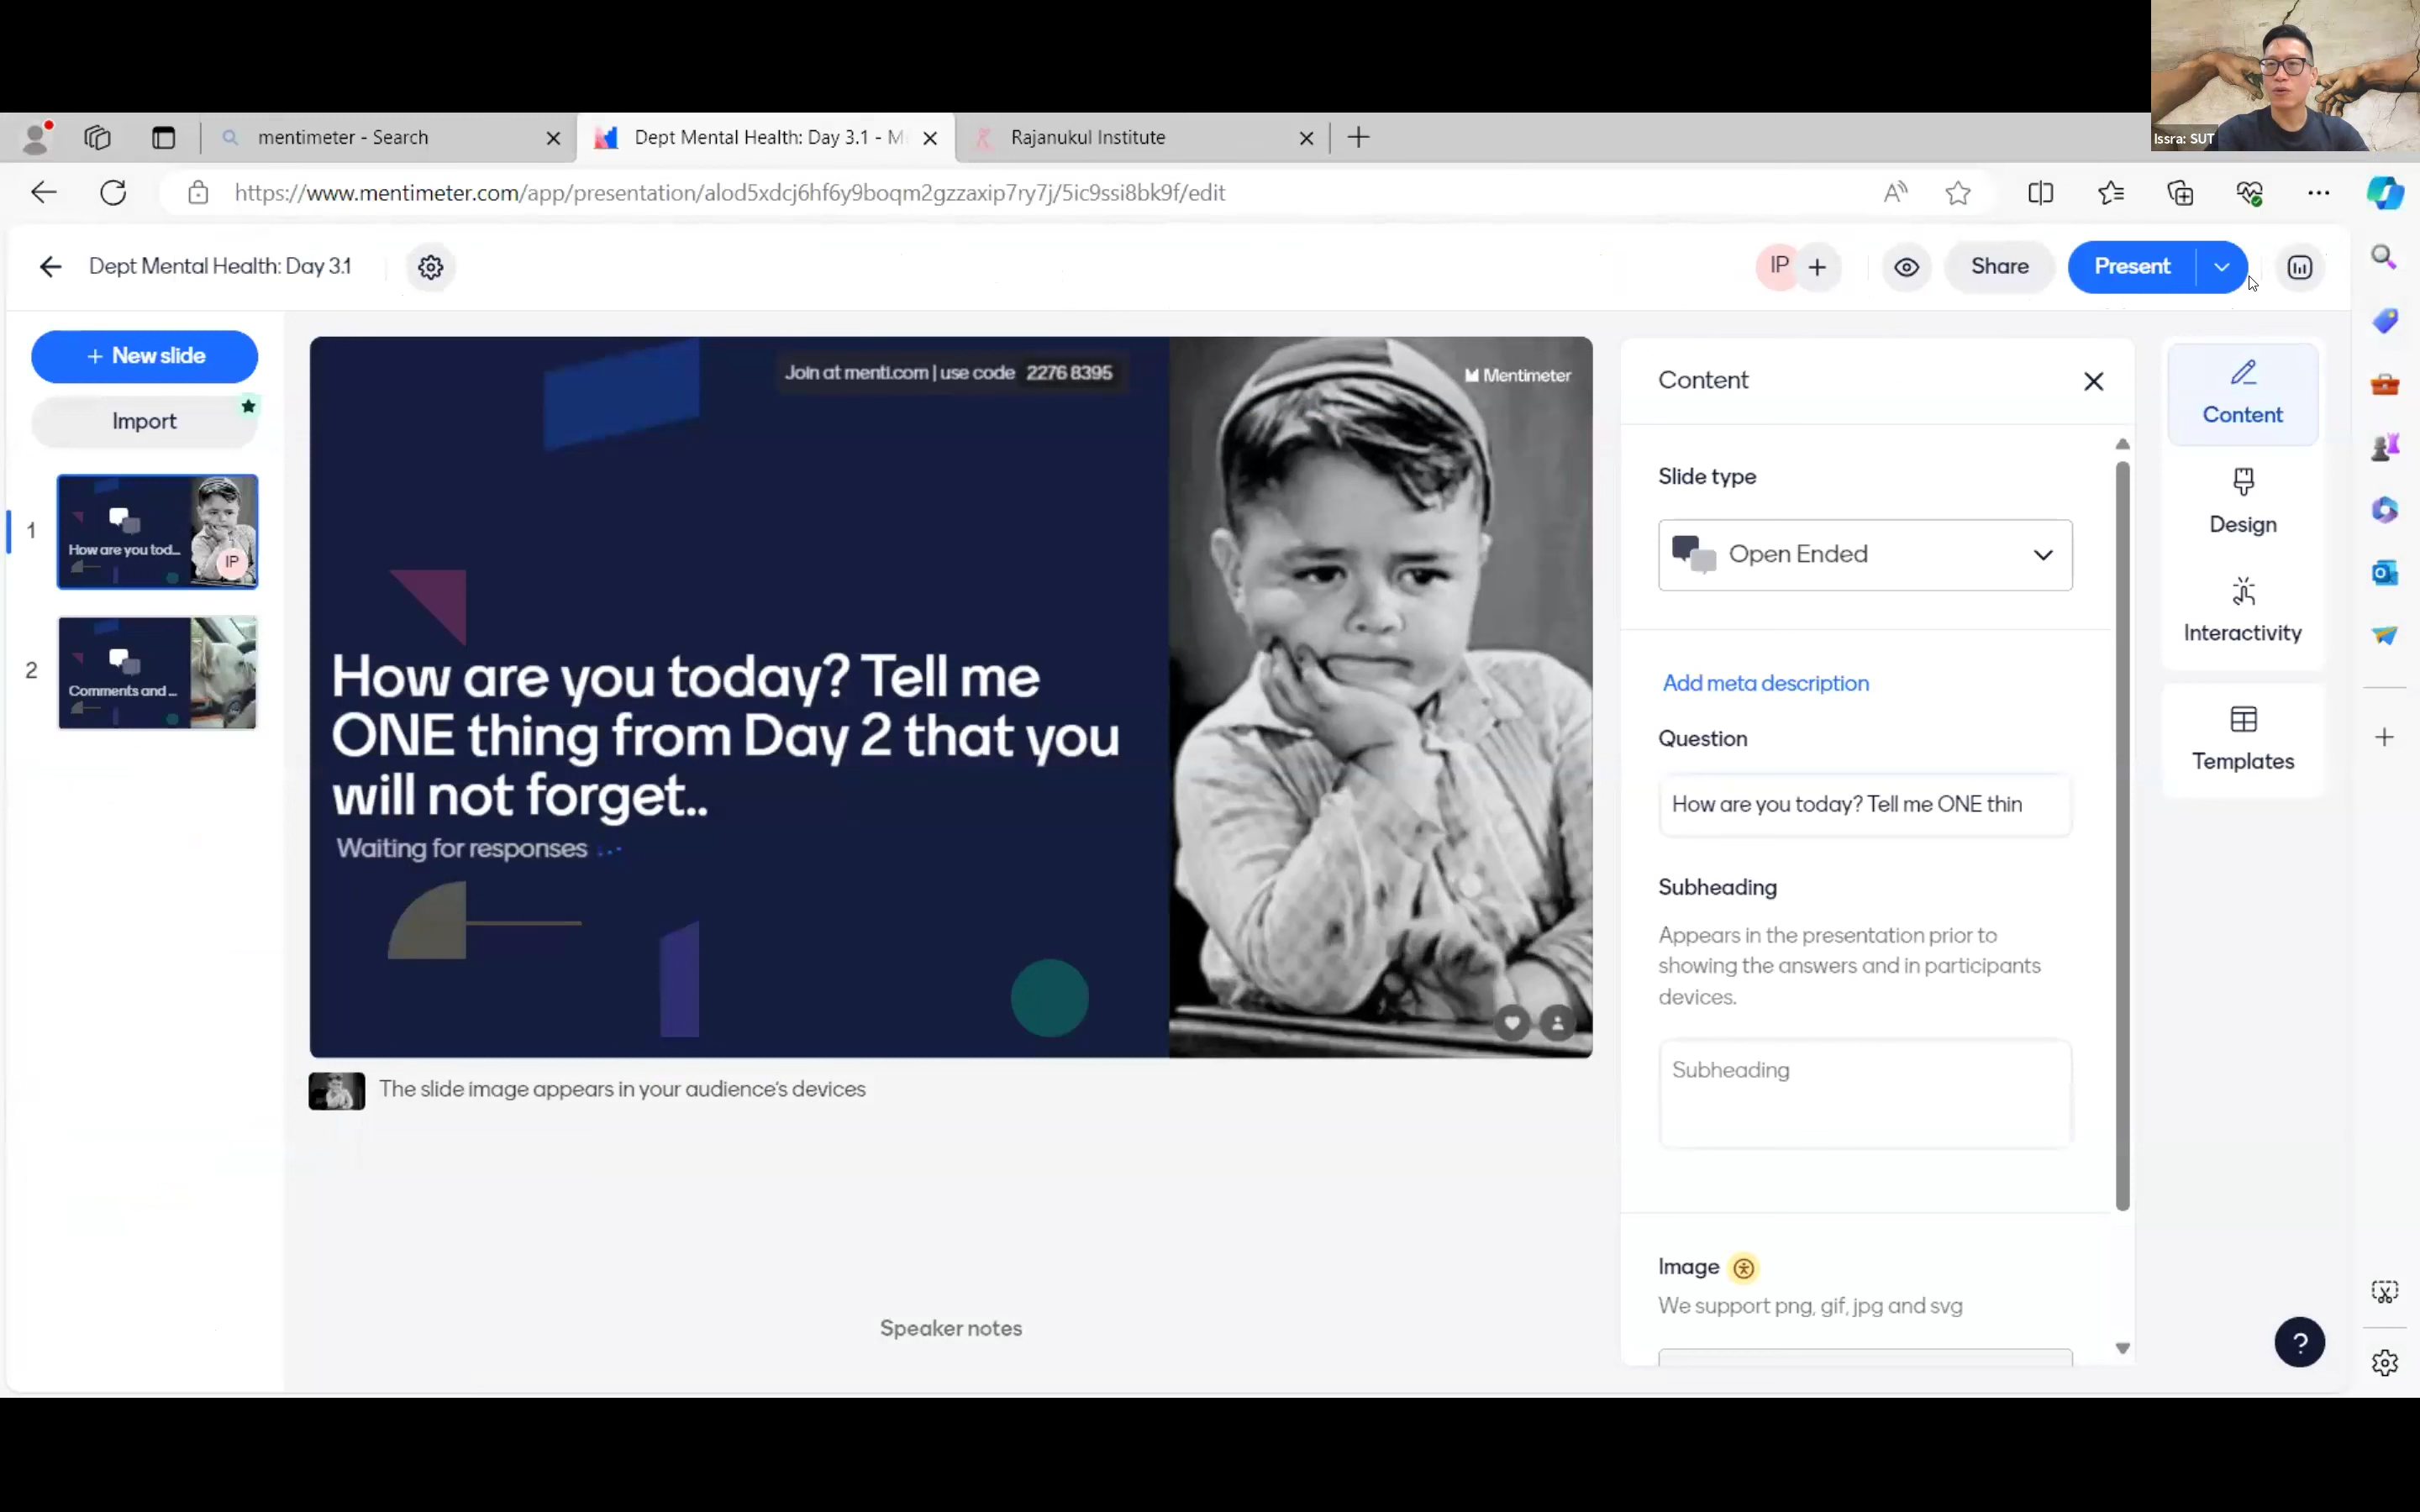 Issra: SUT
mentimeter - Search
Dept Mental Health: Day 3.1 - M
Rajanukul Institute
https://www.mentimeter.com/app/presentation/alod5xdcj6hf6y9boqm2gzzaxip7ry7j/5ic9ssi8bk9f/edit
Dept Mental Health: Day 3.1
IP
Share
Present
+ New slide
Import
1
How are you tod...
IP
2
Comments and ...
Join at menti.com | use code 2276 8395
Mentimeter
How are you today? Tell me
ONE thing from Day 2 that you
will not forget..
Waiting for responses
The slide image appears in your audience's devices
Speaker notes
Content
Slide type
Open Ended
Add meta description
Question
How are you today? Tell me ONE thin
Subheading
Appears in the presentation prior to
showing the answers and in participants
devices.
Subheading
Image
We support png, gif, jpg and svg
Content
Design
Interactivity
Templates
?